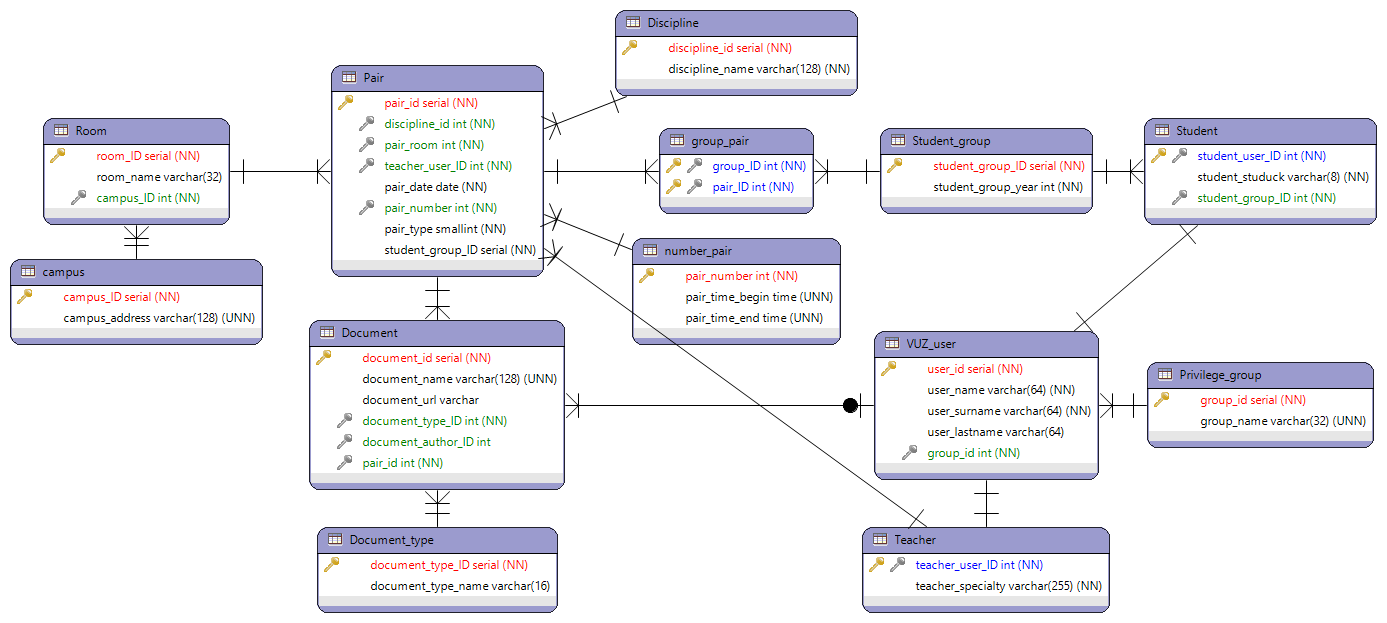 Discipline
discipline_id serial (NN)
discipline_name varchar(128) (NN)
Pair
pair_id serial (NN)
discipline_id int (NN)
pair_room int (NN)
teacher_user_ID int (NN)
pair_date date (NN)
pair_number int (NN)
pair_type smallint (NN)
student_group_ID serial (NN)
Room
room_ID serial (NN)
room_name varchar(32)
campus_ID int (NN)
group_pair
group_ID int (NN)
pair_ID int (NN)
Student_group
student_group_ID serial (NN)
student_group_year int (NN)
Student
student_user_ID int (NN)
student_studuck varchar(8) (NN)
student_group_ID int (NN)
campus
campus_ID serial (NN)
campus_address varchar(128) (UNN)
number_pair
pair_number int (NN)
pair_time_begin time (UNN)
pair_time_end time (UNN)
Document
document_id serial (NN)
document_name varchar(128) (UNN)
document_url varchar
document_type_ID int (NN)
document_author_ID int
pair_id int (NN)
VUZ_user
user_id serial (NN)
user_name varchar(64) (NN)
user_surname varchar(64) (NN)
user_lastname varchar(64)
group_id int (NN)
Privilege_group
group_id serial (NN)
group_name varchar(32) (UNN)
Document_type
document_type_ID serial (NN)
document_type_name varchar(16)
Teacher
teacher_user_ID int (NN)
teacher_specialty varchar(255) (NN)